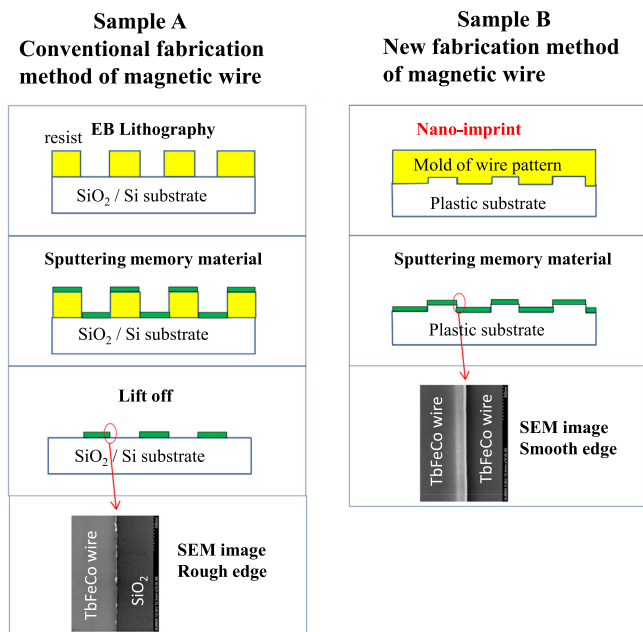 Sample A
Conventional fabrication
method of magnetic wire
EB Lithography
resist
SiO2 / Si substrate
Sputtering memory material
SiO2 / Si substrate
Lift off
SiO2 / Si substrate
TbFeCo wire
SiO2
SEM image
Rough edge
Sample B
New fabrication method
of magnetic wire
Nano-imprint
Mold of wire pattern
Plastic substrate
Sputtering memory material
Plastic substrate
TbFeCo wire
TbFeCo wire
SEM image
Smooth edge